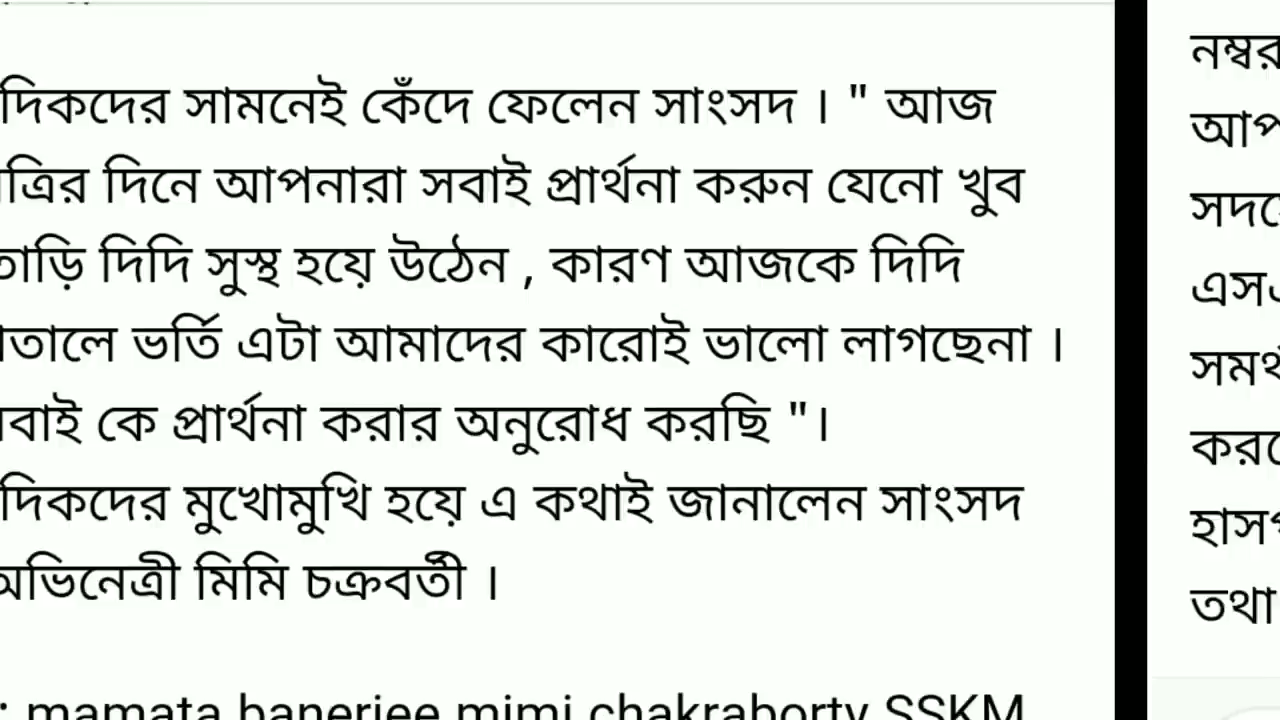 দিকদের সামনেই কেঁদে ফেলেন সাংসদ । " আজ
ত্রির দিনে আপনারা সবাই প্রার্থনা করুন যেনো খুব
তাড়ি দিদি সুস্থ হয়ে উঠেন , কারণ আজকে দিদি
তালে ভর্তি এটা আমাদের কারোই ভালো লাগছেনা ।
বাই কে প্রার্থনা করার অনুরোধ করছি "।
দিকদের মুখোমুখি হয়ে এ কথাই জানালেন সাংসদ
অভিনেত্রী মিমি চক্রবর্তী ।
: mamata banerjee mimi chakraborty SSKM
নম্বর
আপ
সদ
এস
সমর্থ
কর
হাস
তথা